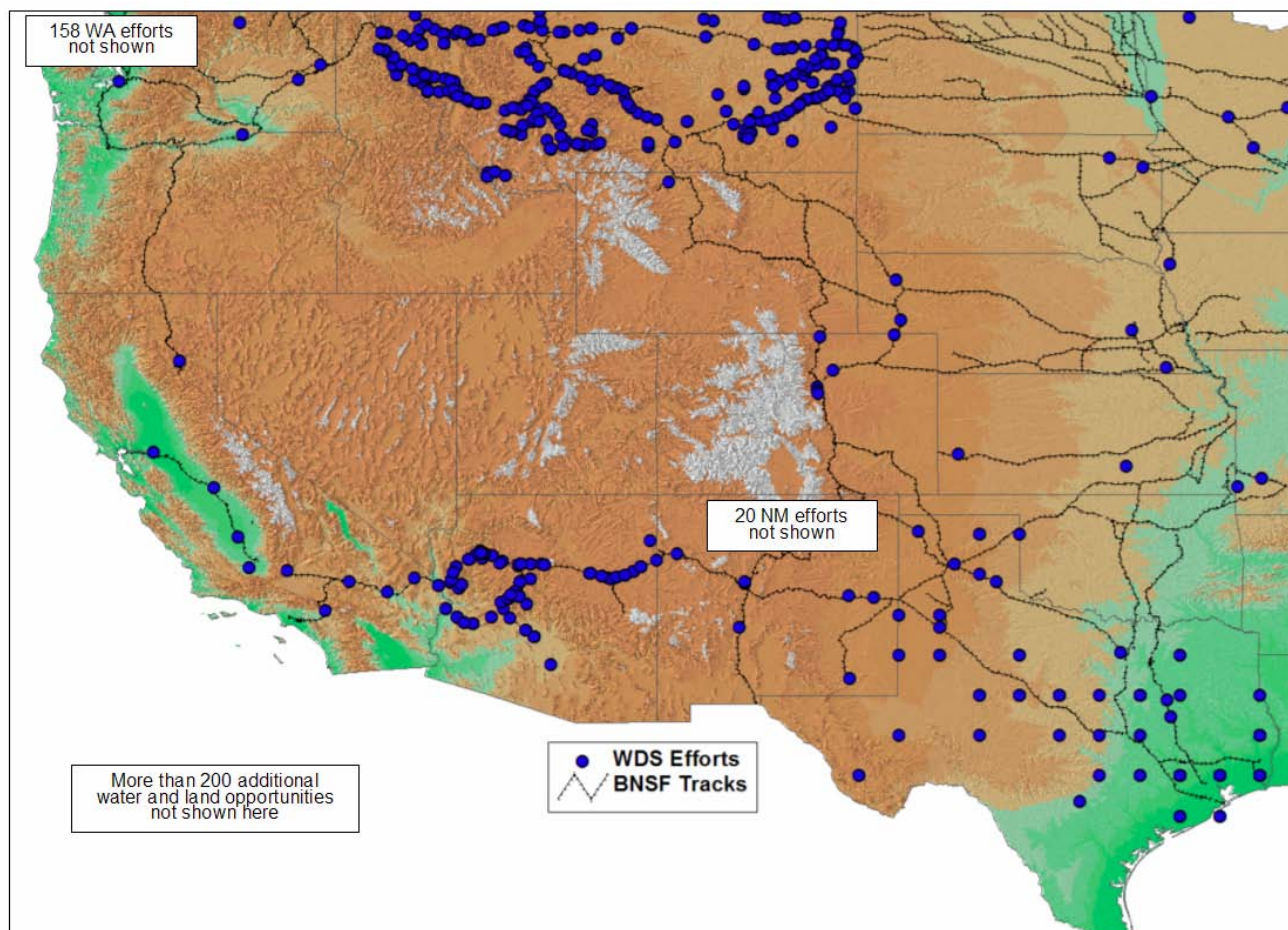 158 WA efforts
not shown
20 NM efforts
not shown
WDS Efforts
BNSF Tracks
More than 200 additional
water and land opportunities
not shown here